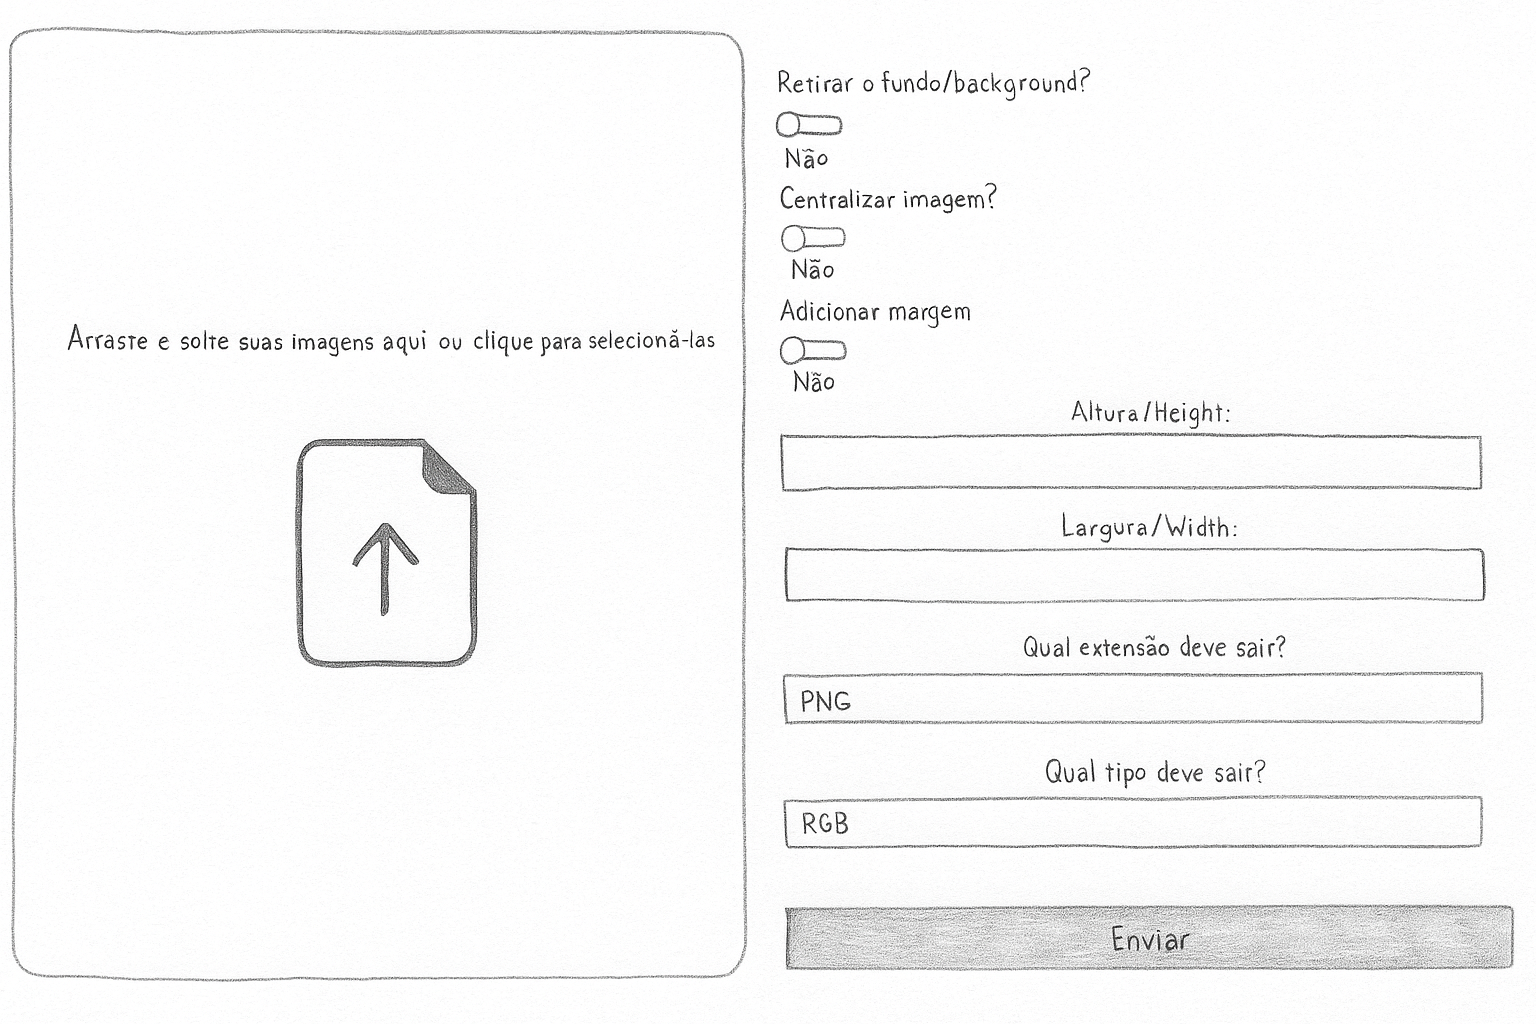 Arraste e solte suas imagens aqui ou clique para selecionă-las
Retirar o fundo/background?
Não
Centralizar imagem?
Não
Adicionar margem
Não
Altura/Height:
Largura/Width:
Qual extensão deve sair?
PNG
Qual tipo deve sair?
RGB
Enviar